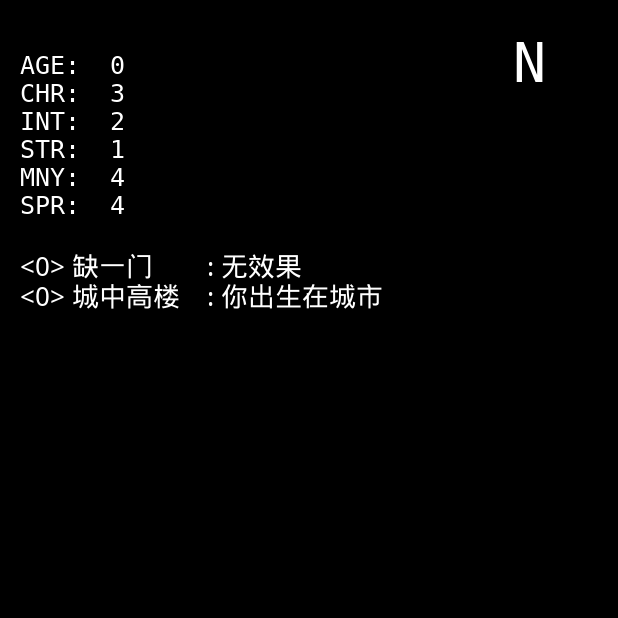 N
AGE: 0
CHR: 3
INT: 2
STR: 1
MNY: 4
SPR: 4
<O> 缺一门 : 无效果
<O> 城中高楼 : 你出生在城市